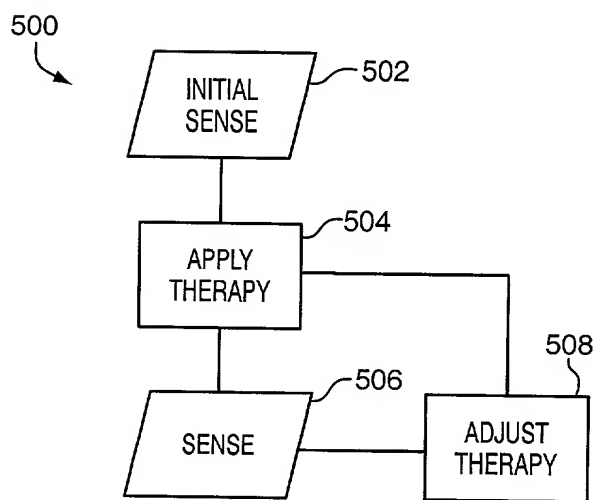 500
502
INITIAL
SENSE
504
APPLY
THERAPY
508
506
SENSE
ADJUST
THERAPY